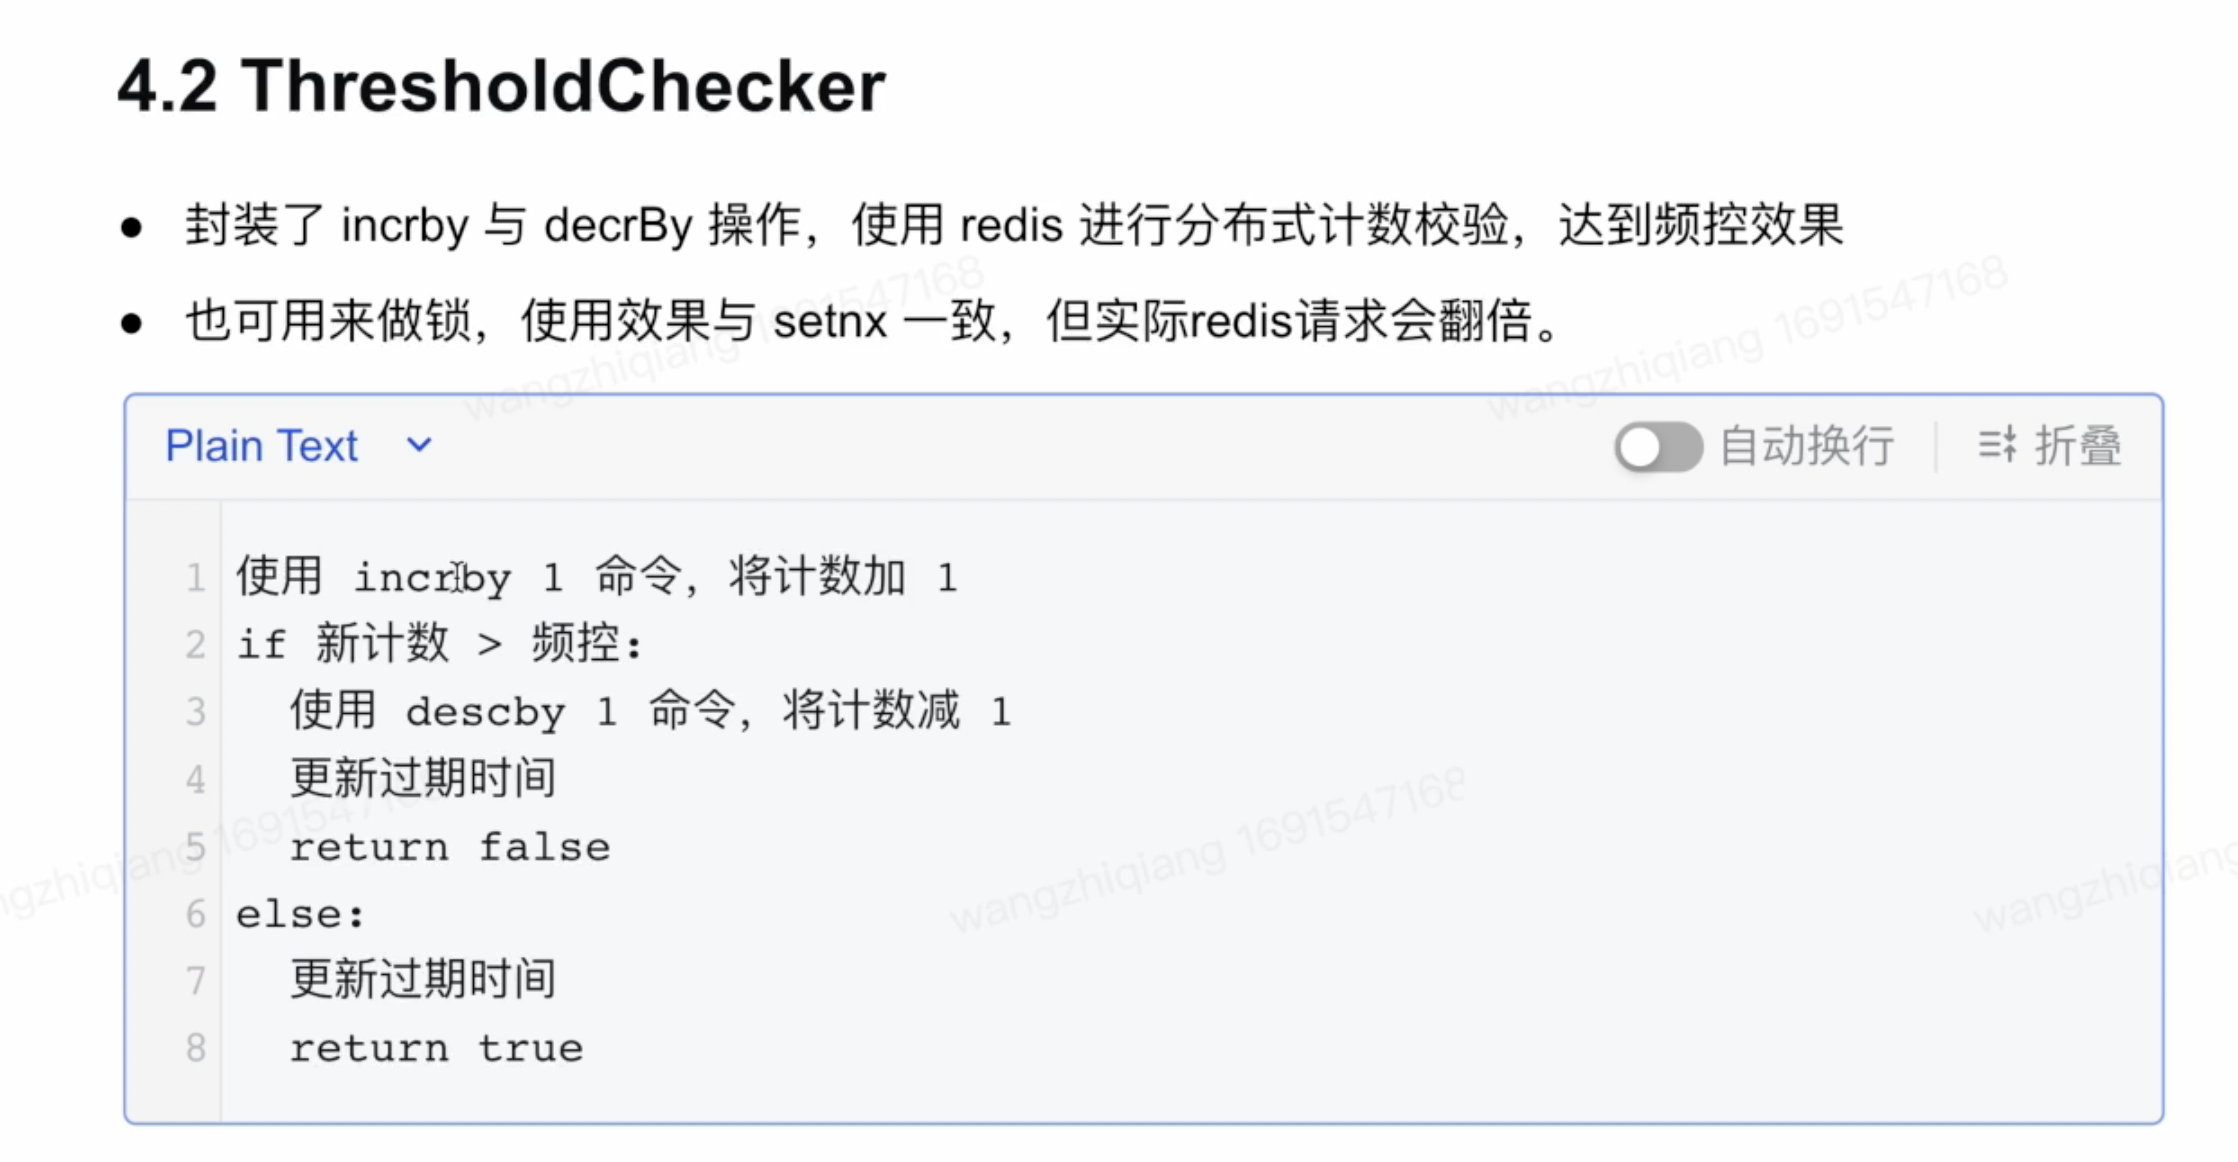 4.2 ThresholdChecker
● 封装了 incrby 与 decrBy 操作，使用 redis 进行分布式计数校验，达到频控效果
● 也可用来做锁，使用效果与 setnx 一致，但实际redis请求会翻倍。
wangzhiqiang 1691547168
wangzhiqiang 1691547168
Plain Text 自动换行 折叠
1 使用 incrby 1 命令，将计数加 1
2 if 新计数 > 频控：
3 使用 descby 1 命令，将计数减 1
4 更新过期时间
5 return false
6 else:
7 更新过期时间
8 return true
ngzhiqiang 1691547168
wangzhiqiang 1691547168
wangzhiqiang